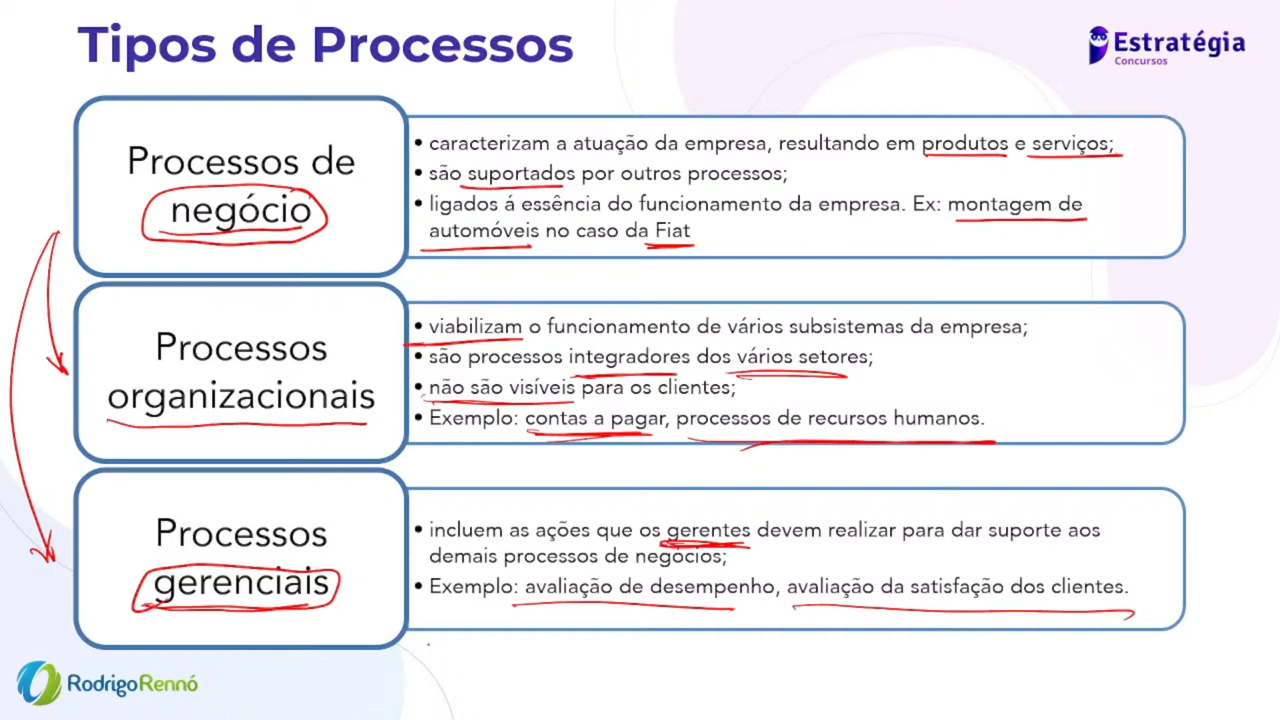 Tipos de Processos
Estratégia
Concursos
Processos de
negócio
• caracterizam a atuação da empresa, resultando em produtos e serviços;
• são suportados por outros processos;
• ligados á essência do funcionamento da empresa. Ex: montagem de
automóveis no caso da Fiat
Processos
organizacionais
• viabilizam o funcionamento de vários subsistemas da empresa;
• são processos integradores dos vários setores;
• não são visíveis para os clientes;
• Exemplo: contas a pagar, processos de recursos humanos.
Processos
gerenciais
• incluem as ações que os gerentes devem realizar para dar suporte aos
demais processos de negócios;
• Exemplo: avaliação de desempenho, avaliação da satisfação dos clientes.
RodrigoRennó